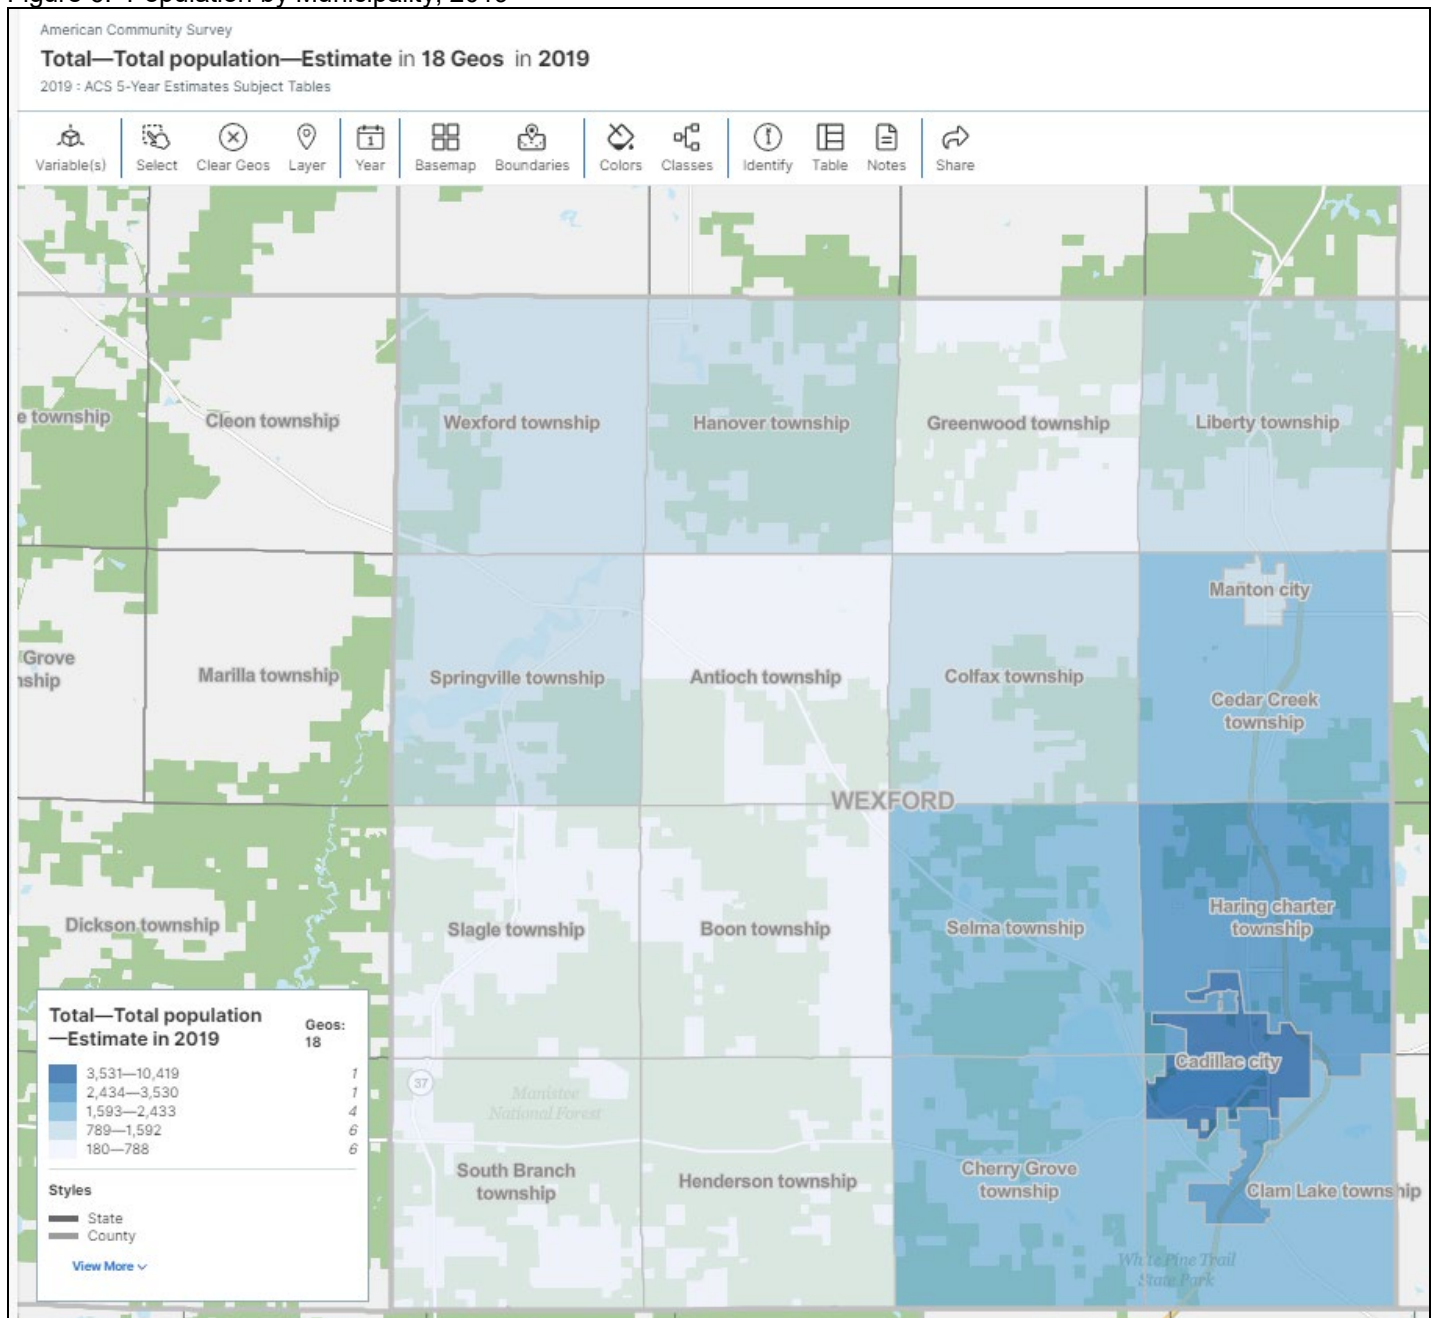 Figure 6. Population by Municipality, 2019
American Community Survey
Total—Total population—Estimate in 18 Geos in 2019
2019 : ACS 5-Year Estimates Subject Tables
Variable(s) Select Clear Geos Layer Year Basemap Boundaries Colors Classes Identify Table Notes Share
e township
Cleon township
Wexford township
Hanover township
Greenwood township
Liberty township
Manton city
Grove
nship
Marilla township
Springville township
Antioch township
Colfax township
Cedar Creek
township
WEXFORD
Dickson township
Slagle township
Boon township
Selma township
Haring charter
township
Cadillac city
37
Manistee
National Forest
South Branch
township
Henderson township
Cherry Grove
township
Clam Lake township
White Pine Trail
State Park
Total—Total population
—Estimate in 2019
Geos:
18
3,531—10,419 1
2,434—3,530 1
1,593—2,433 4
789—1,592 6
180—788 6
Styles
State
County
View More